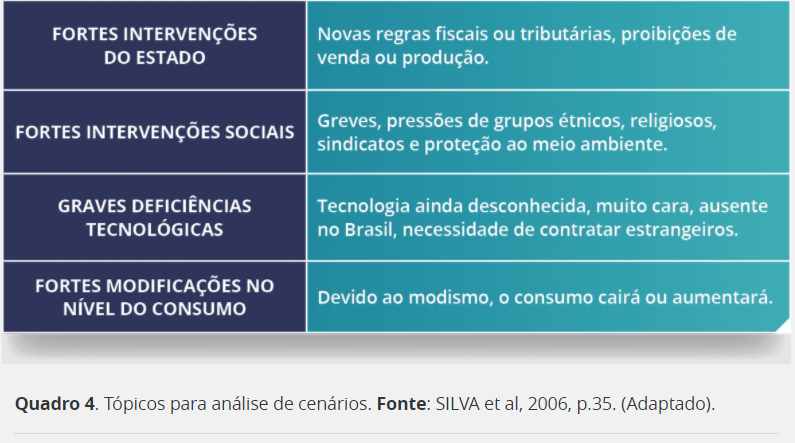 FORTES INTERVENÇÕES
DO ESTADO
Novas regras fiscais ou tributárias, proibições de
venda ou produção.
FORTES INTERVENÇÕES SOCIAIS
Greves, pressões de grupos étnicos, religiosos,
sindicatos e proteção ao meio ambiente.
GRAVES DEFICIÊNCIAS
TECNOLÓGICAS
Tecnologia ainda desconhecida, muito cara, ausente
no Brasil, necessidade de contratar estrangeiros.
FORTES MODIFICAÇÕES NO
NÍVEL DO CONSUMO
Devido ao modismo, o consumo cairá ou aumentará.
Quadro 4. Tópicos para análise de cenários. Fonte: SILVA et al, 2006, p.35. (Adaptado).